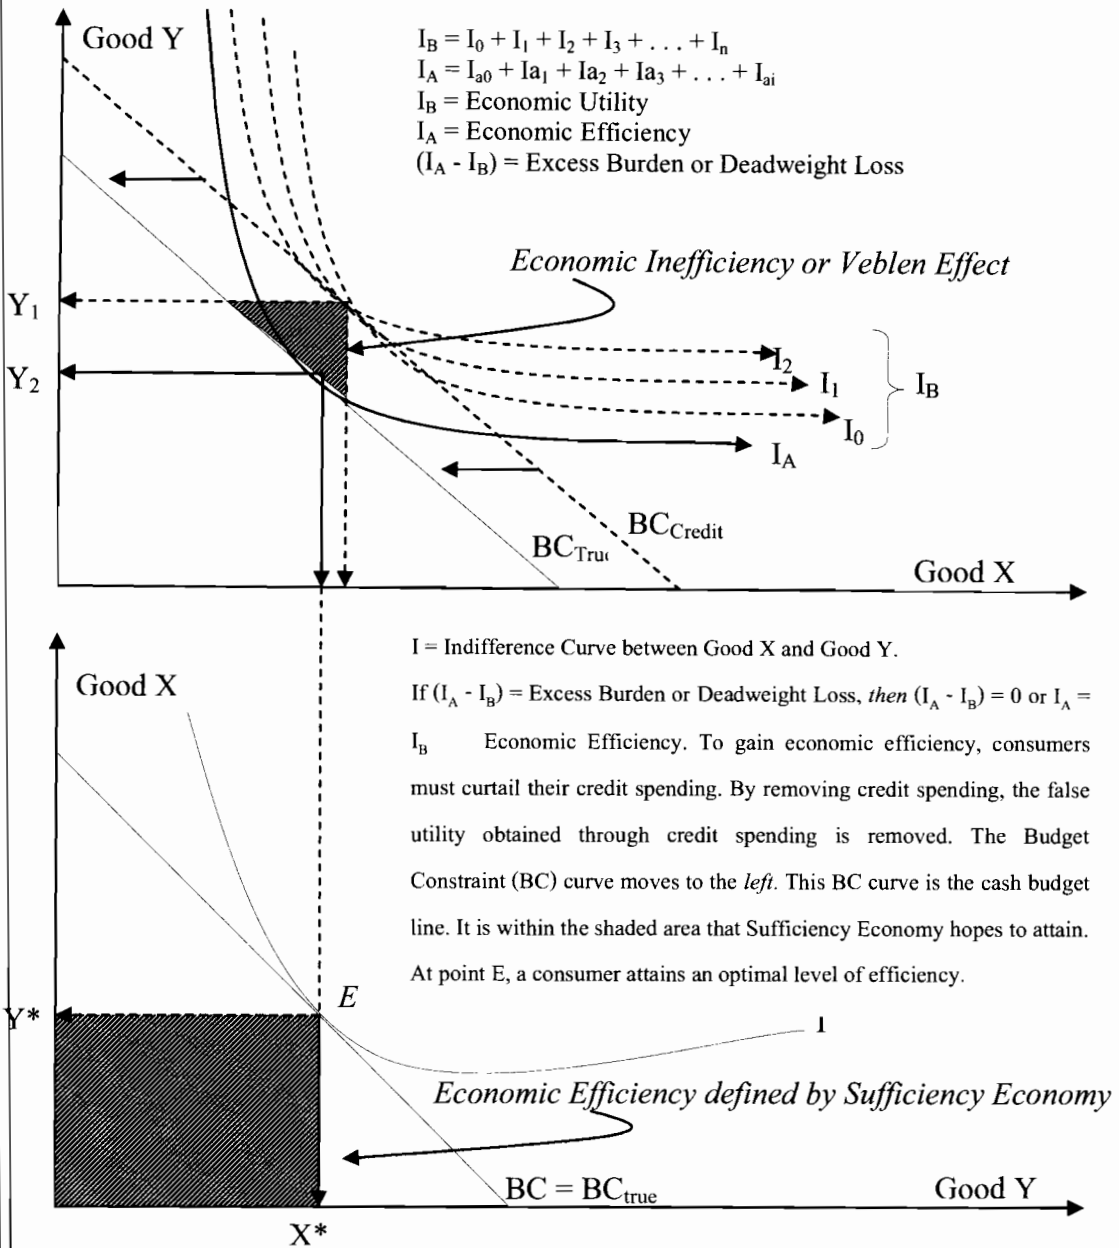 Good Y
I_B = I_0 + I_1 + I_2 + I_3 + . . . + I_n
I_A = I_a0 + Ia_1 + Ia_2 + Ia_3 + . . . + I_ai
I_B = Economic Utility
I_A = Economic Efficiency
(I_A - I_B) = Excess Burden or Deadweight Loss
Economic Inefficiency or Veblen Effect
Y_1
Y_2
I_2
I_1
I_B
I_0
I_A
BC_Credit
BC_True
Good X
I = Indifference Curve between Good X and Good Y.
Good X
If (I_A - I_B) = Excess Burden or Deadweight Loss, then (I_A - I_B) = 0 or I_A =
I_B Economic Efficiency. To gain economic efficiency, consumers
must curtail their credit spending. By removing credit spending, the false
utility obtained through credit spending is removed. The Budget
Constraint (BC) curve moves to the left. This BC curve is the cash budget
line. It is within the shaded area that Sufficiency Economy hopes to attain.
At point E, a consumer attains an optimal level of efficiency.
E
Y*
I
Economic Efficiency defined by Sufficiency Economy
BC = BC_true
Good Y
X*